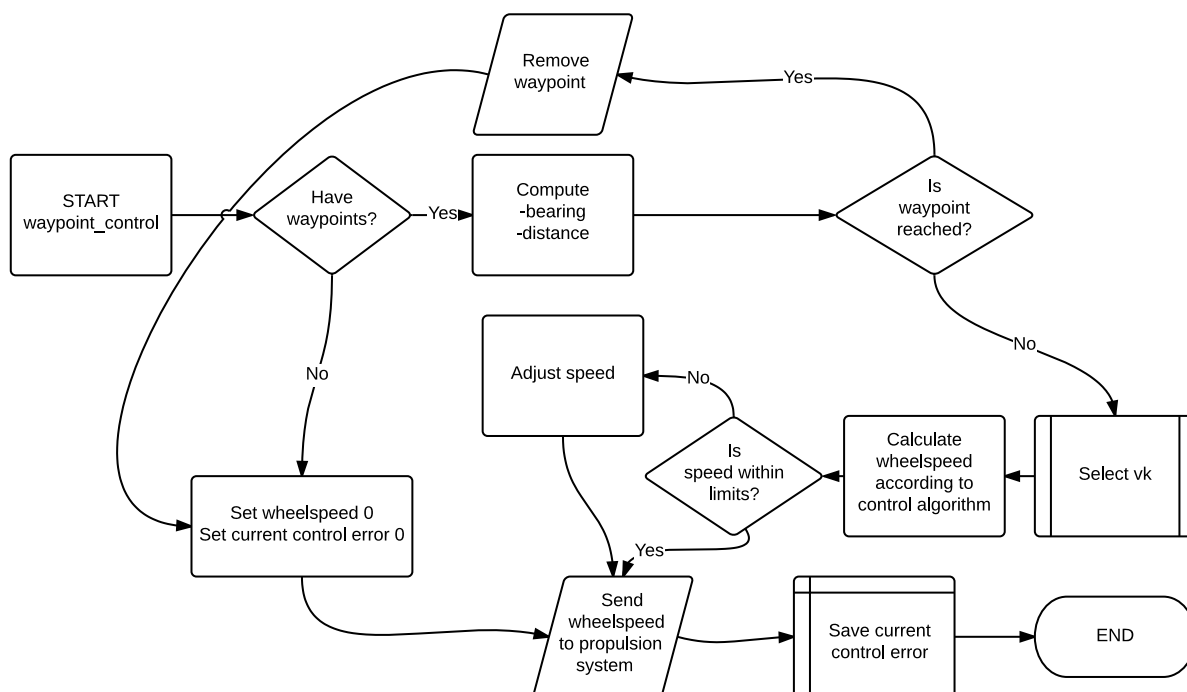 Remove
waypoint
Yes
START
waypoint_control
Have
waypoints?
Yes
Compute
-bearing
-distance
Is
waypoint
reached?
No
No
Adjust speed
No
Is
speed within
limits?
Calculate
wheelspeed
according to
control algorithm
Select vk
Set wheelspeed 0
Set current control error 0
Yes
Send
wheelspeed
to propulsion
system
Save current
control error
END